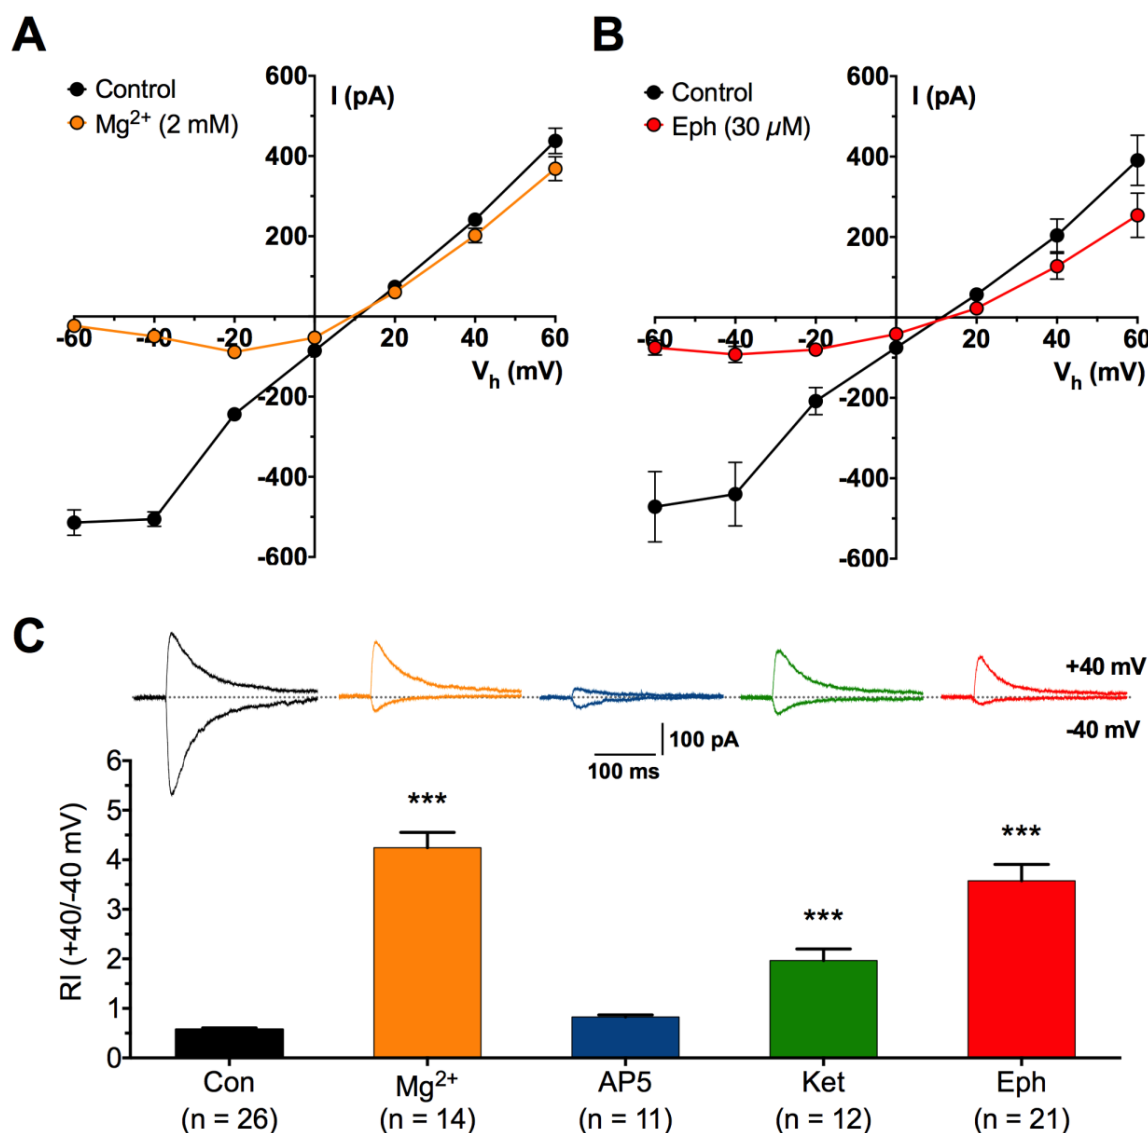 A
Control
Mg²⁺ (2 mM)
I (pA)
600
400
200
-60
-40
-20
0
20
40
60
Vₕ (mV)
-200
-400
-600
B
Control
Eph (30 µM)
I (pA)
600
400
200
-60
-40
-20
0
20
40
60
Vₕ (mV)
-200
-400
-600
C
+40 mV
-40 mV
100 pA
100 ms
RI (+40/-40 mV)
6
5
4
3
2
1
0
***
***
***
Con
Mg²⁺
AP5
Ket
Eph
(n = 26)
(n = 14)
(n = 11)
(n = 12)
(n = 21)